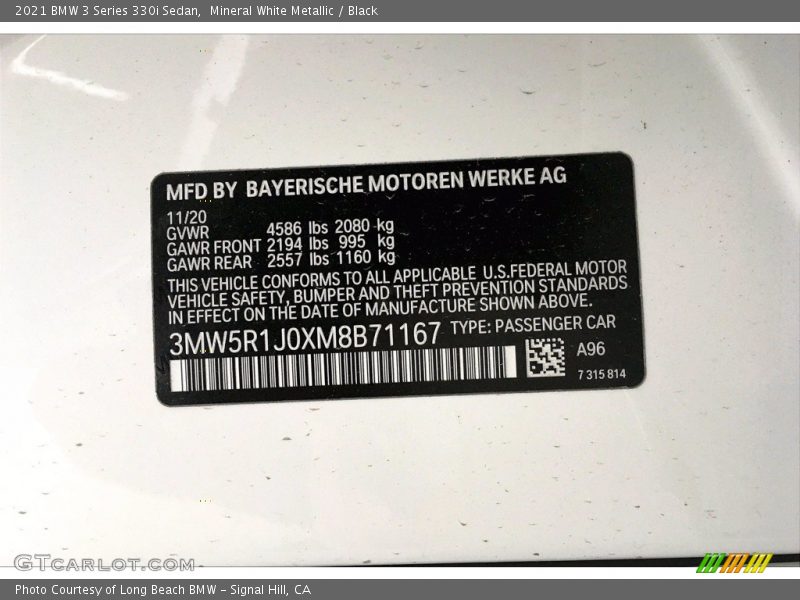 2021 BMW 3 Series 330i Sedan,  Mineral White Metallic / Black
MFD BY BAYERISCHE MOTOREN WERKE AG
11/20
GVWR 4586 lbs 2080 kg
GAWR FRONT 2194 lbs 995 kg
GAWR REAR 2557 lbs 1160 kg
THIS VEHICLE CONFORMS TO ALL APPLICABLE U.S.FEDERAL MOTOR
VEHICLE SAFETY, BUMPER AND THEFT PREVENTION STANDARDS
IN EFFECT ON THE DATE OF MANUFACTURE SHOWN ABOVE.
3MW5R1J0XM8B71167 TYPE: PASSENGER CAR
A96
7 315 814
GTCARLOT.COM
Photo Courtesy of Long Beach BMW - Signal Hill, CA